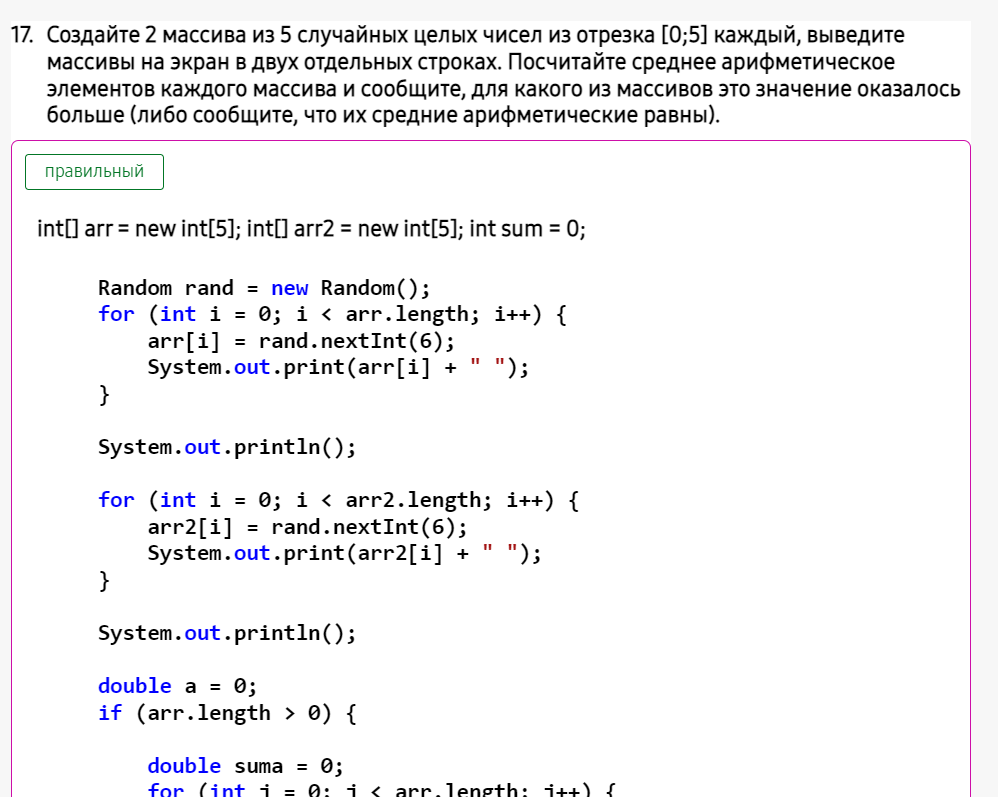 17. Создайте 2 массива из 5 случайных целых чисел из отрезка [0;5] каждый, выведите
массивы на экран в двух отдельных строках. Посчитайте среднее арифметическое
элементов каждого массива и сообщите, для какого из массивов это значение оказалось
больше (либо сообщите, что их средние арифметические равны).
правильный
int[] arr = new int[5]; int[] arr2 = new int[5]; int sum = 0;
Random rand = new Random();
for (int i = 0; i < arr.length; i++) {
arr[i] = rand.nextInt(6);
System.out.print(arr[i] + " ");
}
System.out.println();
for (int i = 0; i < arr2.length; i++) {
arr2[i] = rand.nextInt(6);
System.out.print(arr2[i] + " ");
}
System.out.println();
double a = 0;
if (arr.length > 0) {
double suma = 0;
for (int j = 0; j < arr.length; j++) {